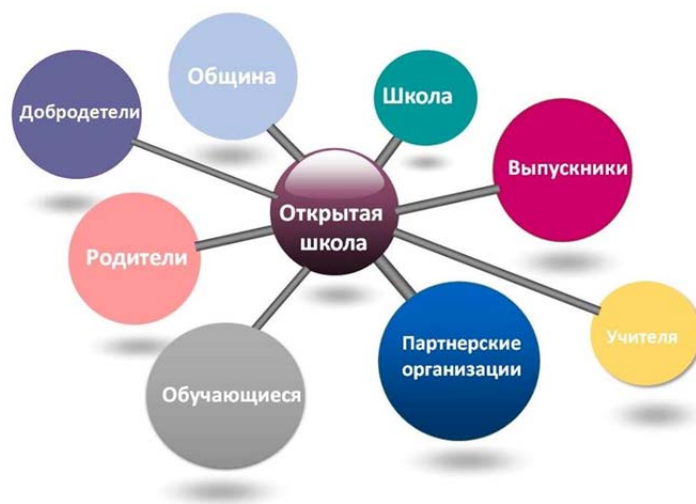 Община
Школа
Добродетели
Выпускники
Открытая
школа
Родители
Учителя
Партнерские
организации
Обучающиеся